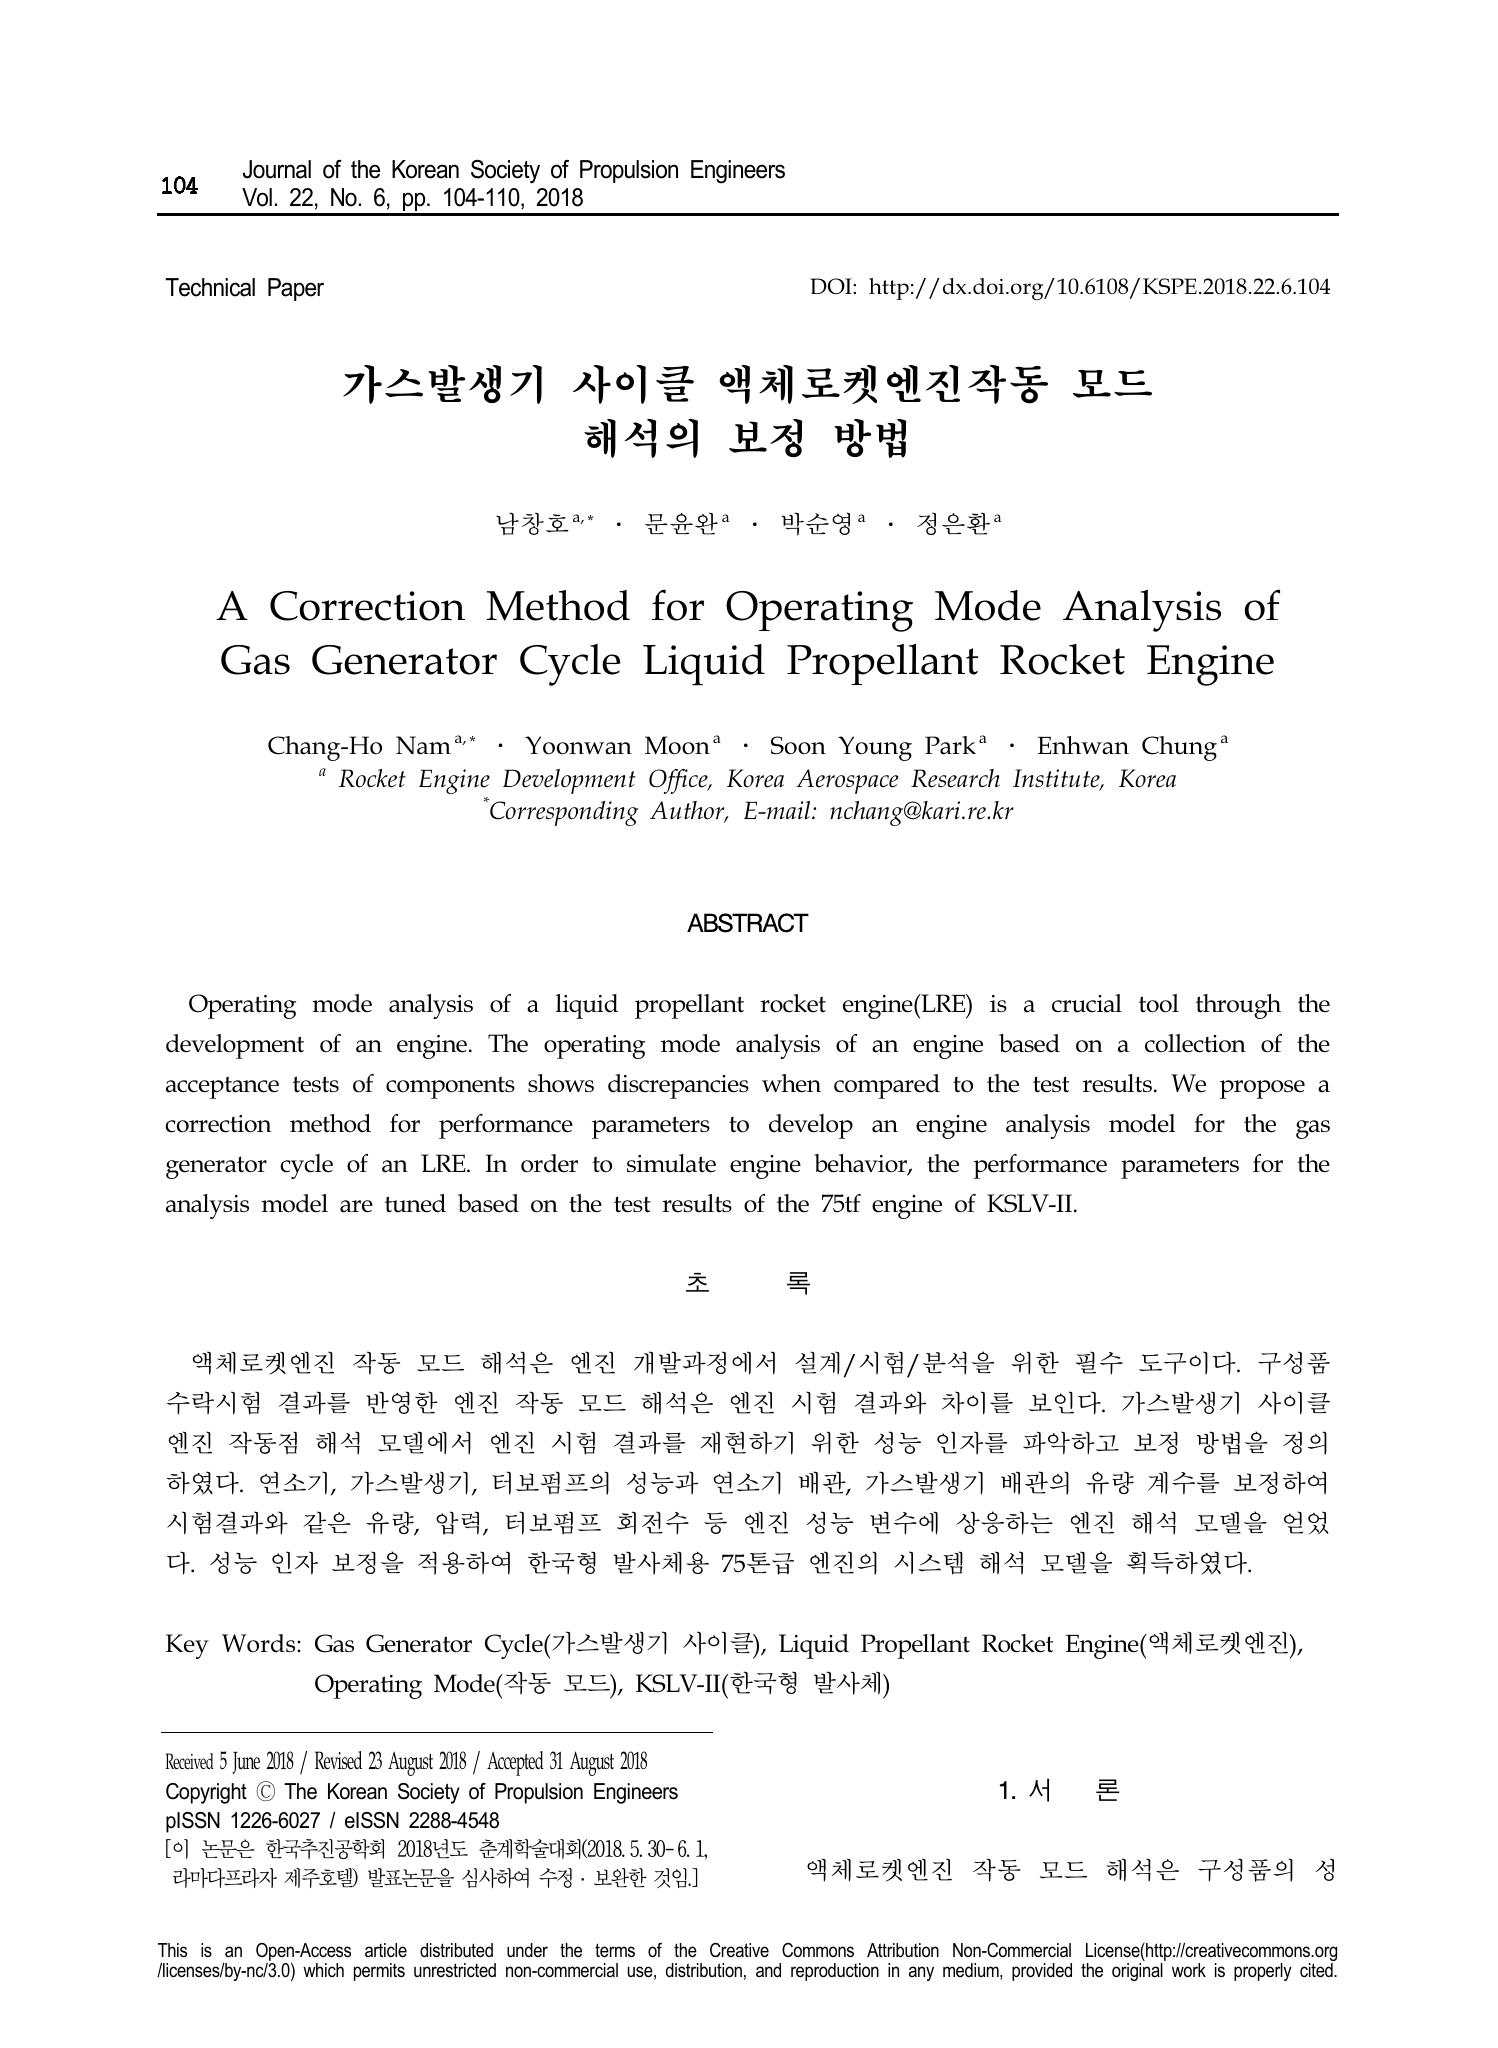 104
Journal of the Korean Society of Propulsion Engineers
Vol. 22, No. 6, pp. 104-110, 2018
Technical Paper
DOI: http://dx.doi.org/10.6108/KSPE.2018.22.6.104
가스발생기 사이클 액체로켓엔진작동 모드
해석의 보정 방법
남창호a,* · 문윤완a · 박순영a · 정은환a
A Correction Method for Operating Mode Analysis of
Gas Generator Cycle Liquid Propellant Rocket Engine
Chang-Ho Nam a,* · Yoonwan Moon a · Soon Young Park a · Enhwan Chung a
a Rocket Engine Development Office, Korea Aerospace Research Institute, Korea
*Corresponding Author, E-mail: nchang@kari.re.kr
ABSTRACT
Operating mode analysis of a liquid propellant rocket engine(LRE) is a crucial tool through the
development of an engine. The operating mode analysis of an engine based on a collection of the
acceptance tests of components shows discrepancies when compared to the test results. We propose a
correction method for performance parameters to develop an engine analysis model for the gas
generator cycle of an LRE. In order to simulate engine behavior, the performance parameters for the
analysis model are tuned based on the test results of the 75tf engine of KSLV-II.
초 록
액체로켓엔진 작동 모드 해석은 엔진 개발과정에서 설계/시험/분석을 위한 필수 도구이다. 구성품
수락시험 결과를 반영한 엔진 작동 모드 해석은 엔진 시험 결과와 차이를 보인다. 가스발생기 사이클
엔진 작동점 해석 모델에서 엔진 시험 결과를 재현하기 위한 성능 인자를 파악하고 보정 방법을 정의
하였다. 연소기, 가스발생기, 터보펌프의 성능과 연소기 배관, 가스발생기 배관의 유량 계수를 보정하여
시험결과와 같은 유량, 압력, 터보펌프 회전수 등 엔진 성능 변수에 상응하는 엔진 해석 모델을 얻었
다. 성능 인자 보정을 적용하여 한국형 발사체용 75톤급 엔진의 시스템 해석 모델을 획득하였다.
Key Words: Gas Generator Cycle(가스발생기 사이클), Liquid Propellant Rocket Engine(액체로켓엔진),
Operating Mode(작동 모드), KSLV-II(한국형 발사체)
Received 5 June 2018 / Revised 23 August 2018 / Accepted 31 August 2018
Copyright Ⓒ The Korean Society of Propulsion Engineers
pISSN 1226-6027 / eISSN 2288-4548
[이 논문은 한국추진공학회 2018년도 춘계학술대회(2018. 5. 30-6. 1,
라마다프라자 제주호텔) 발표논문을 심사하여 수정 · 보완한 것임.]
1. 서 론
액체로켓엔진 작동 모드 해석은 구성품의 성
This is an Open-Access article distributed under the terms of the Creative Commons Attribution Non-Commercial License(http://creativecommons.org
/licenses/by-nc/3.0) which permits unrestricted non-commercial use, distribution, and reproduction in any medium, provided the original work is properly cited.